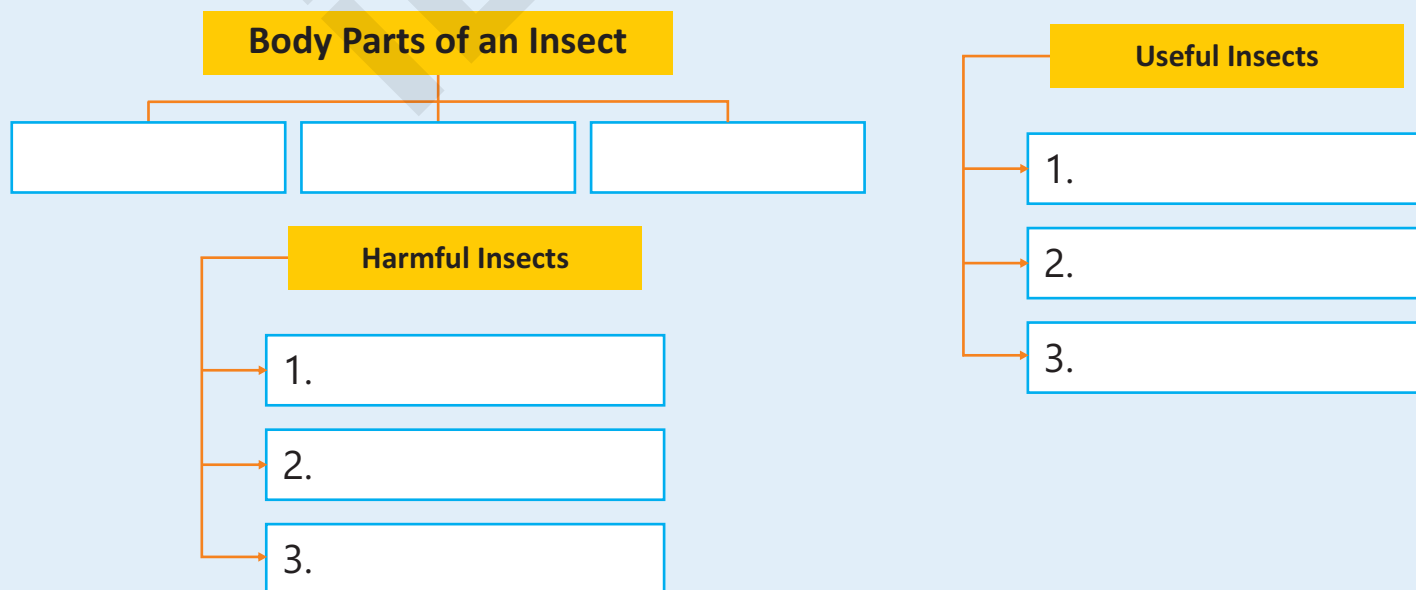 Body Parts of an Insect
Useful Insects
1.
2.
3.
Harmful Insects
1.
2.
3.